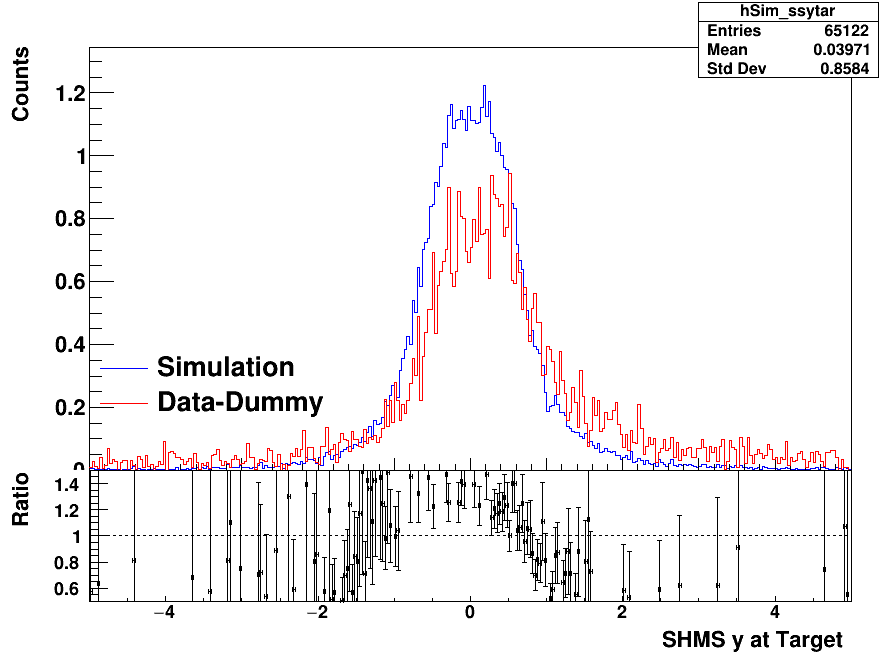 hSim_ssytar
Entries 65122
Mean 0.03971
Std Dev 0.8584
Counts
1.2
1
0.8
0.6
0.4
0.2
0
Simulation
Data-Dummy
Ratio
1.4
1.2
1
0.8
0.6
−4 −2 0 2 4
SHMS y at Target